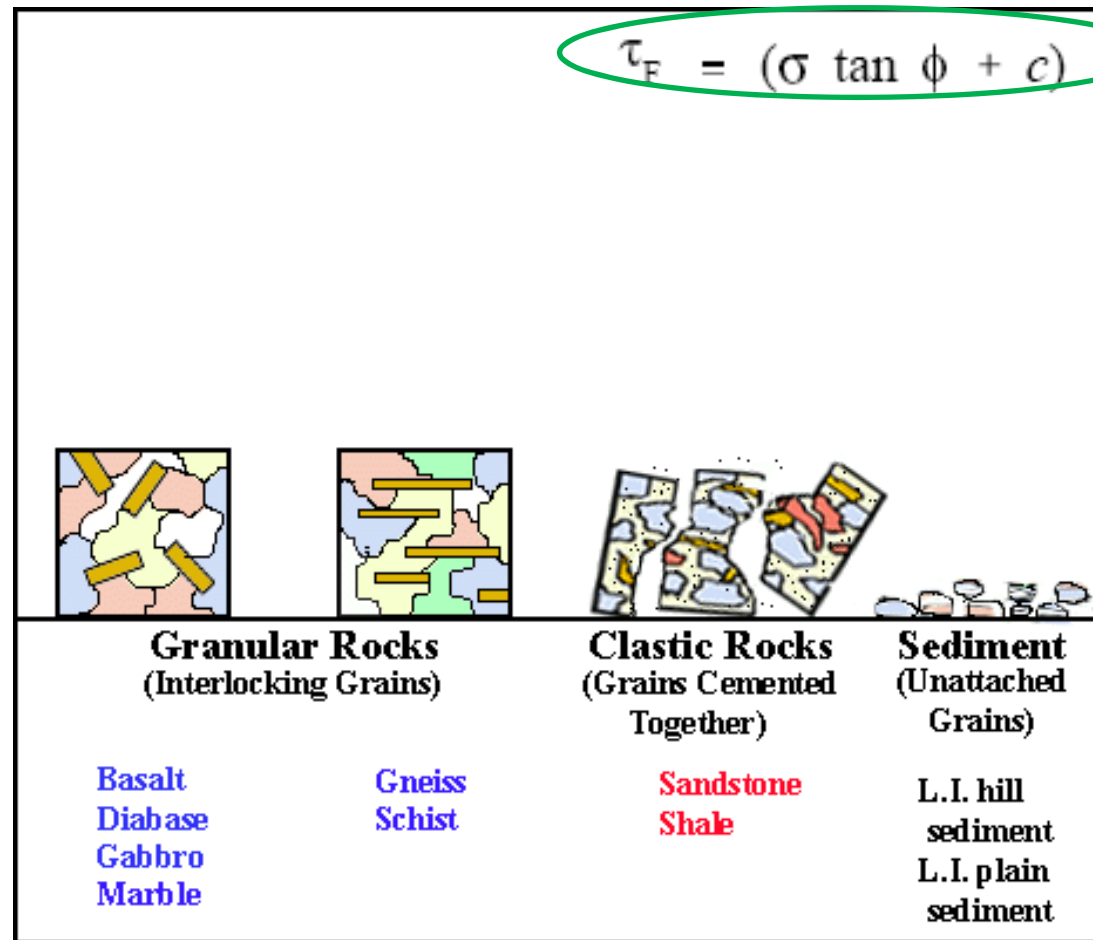 τF = (σ tan ϕ + c)
Granular Rocks
(Interlocking Grains)
Clastic Rocks
(Grains Cemented
Together)
Sediment
(Unattached
Grains)
Basalt
Diabase
Gabbro
Marble
Gneiss
Schist
Sandstone
Shale
L.I. hill
sediment
L.I. plain
sediment